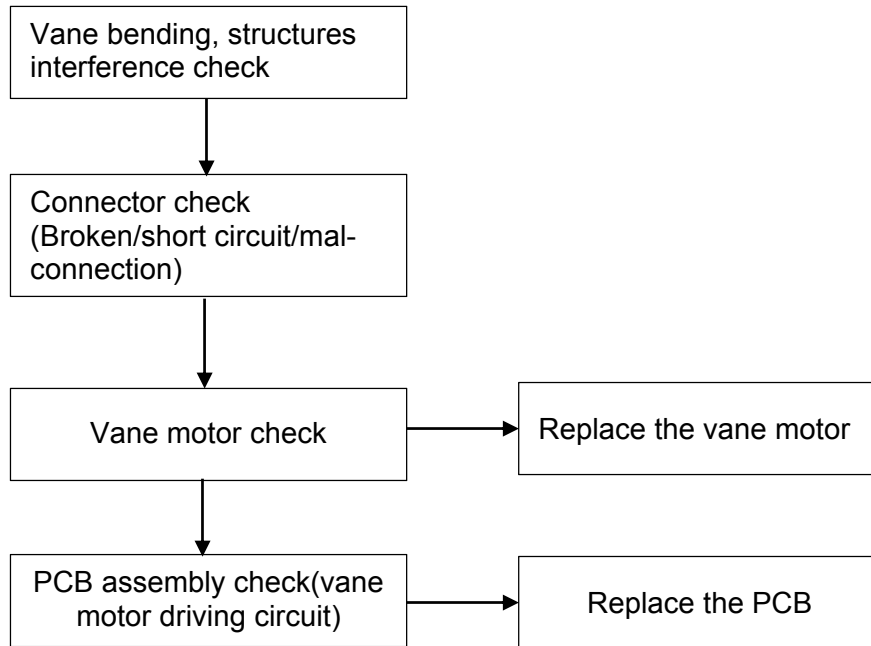 Vane bending, structures
interference check
Connector check
(Broken/short circuit/mal-
connection)
Vane motor check
Replace the vane motor
PCB assembly check(vane
motor driving circuit)
Replace the PCB